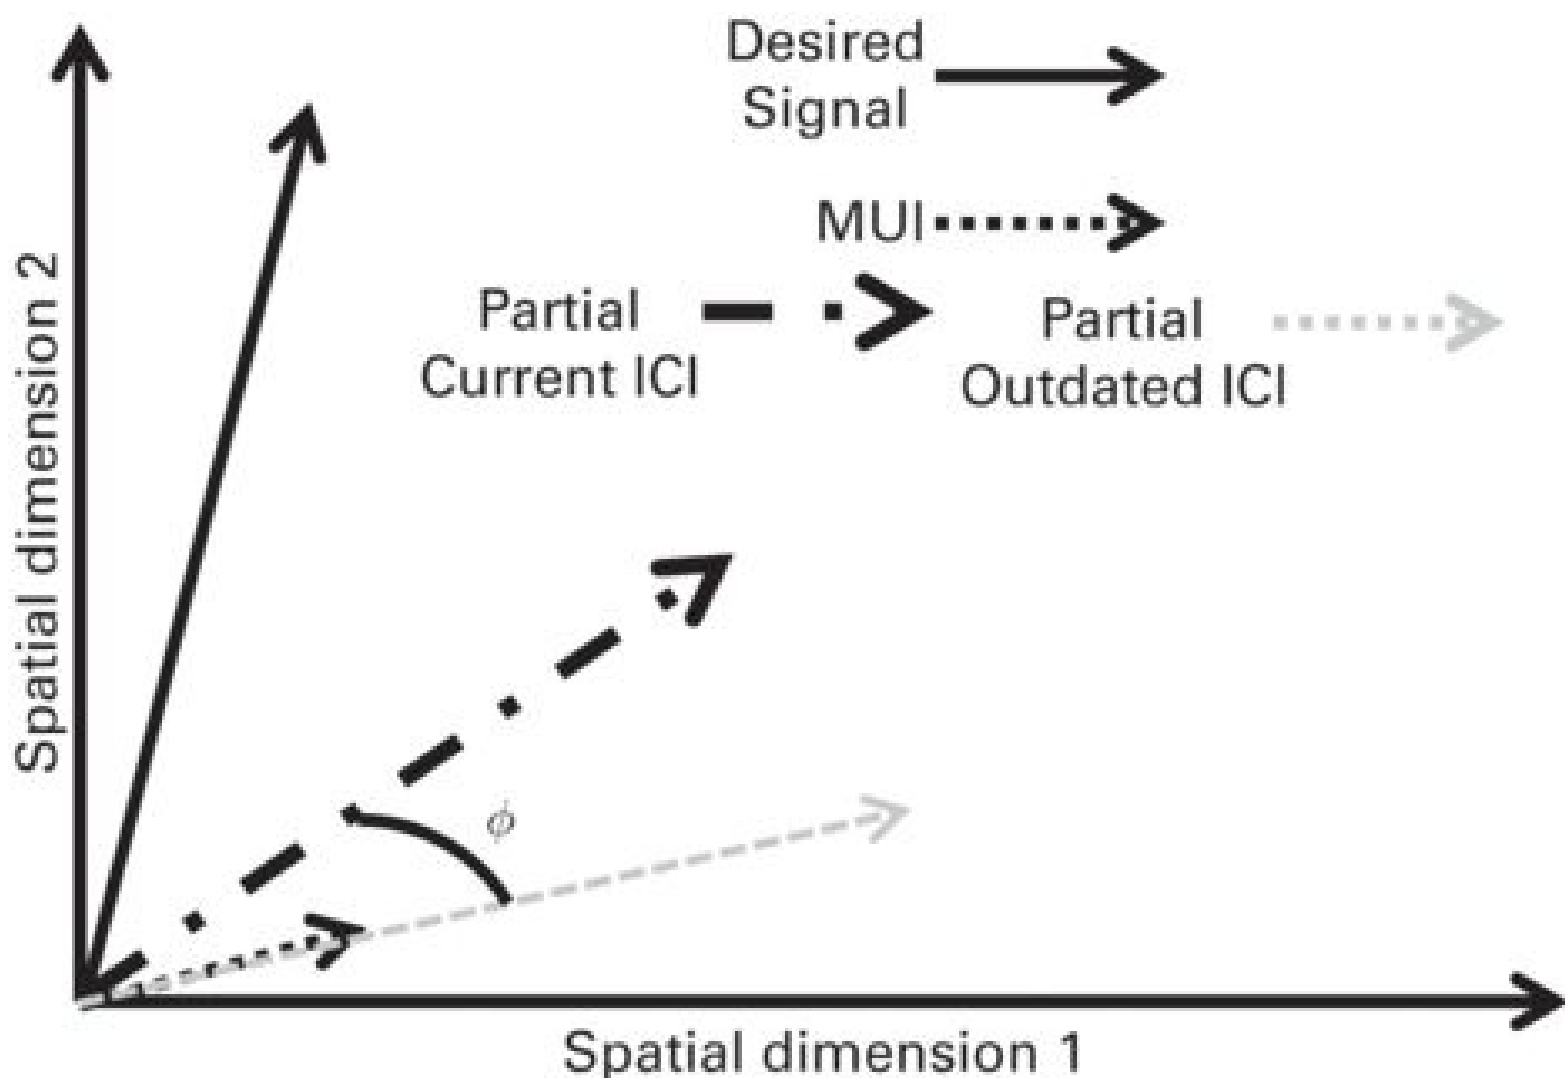 Desired
Signal
MUI
Partial
Current ICI
Partial
Outdated ICI
Spatial dimension 2
ϕ
Spatial dimension 1